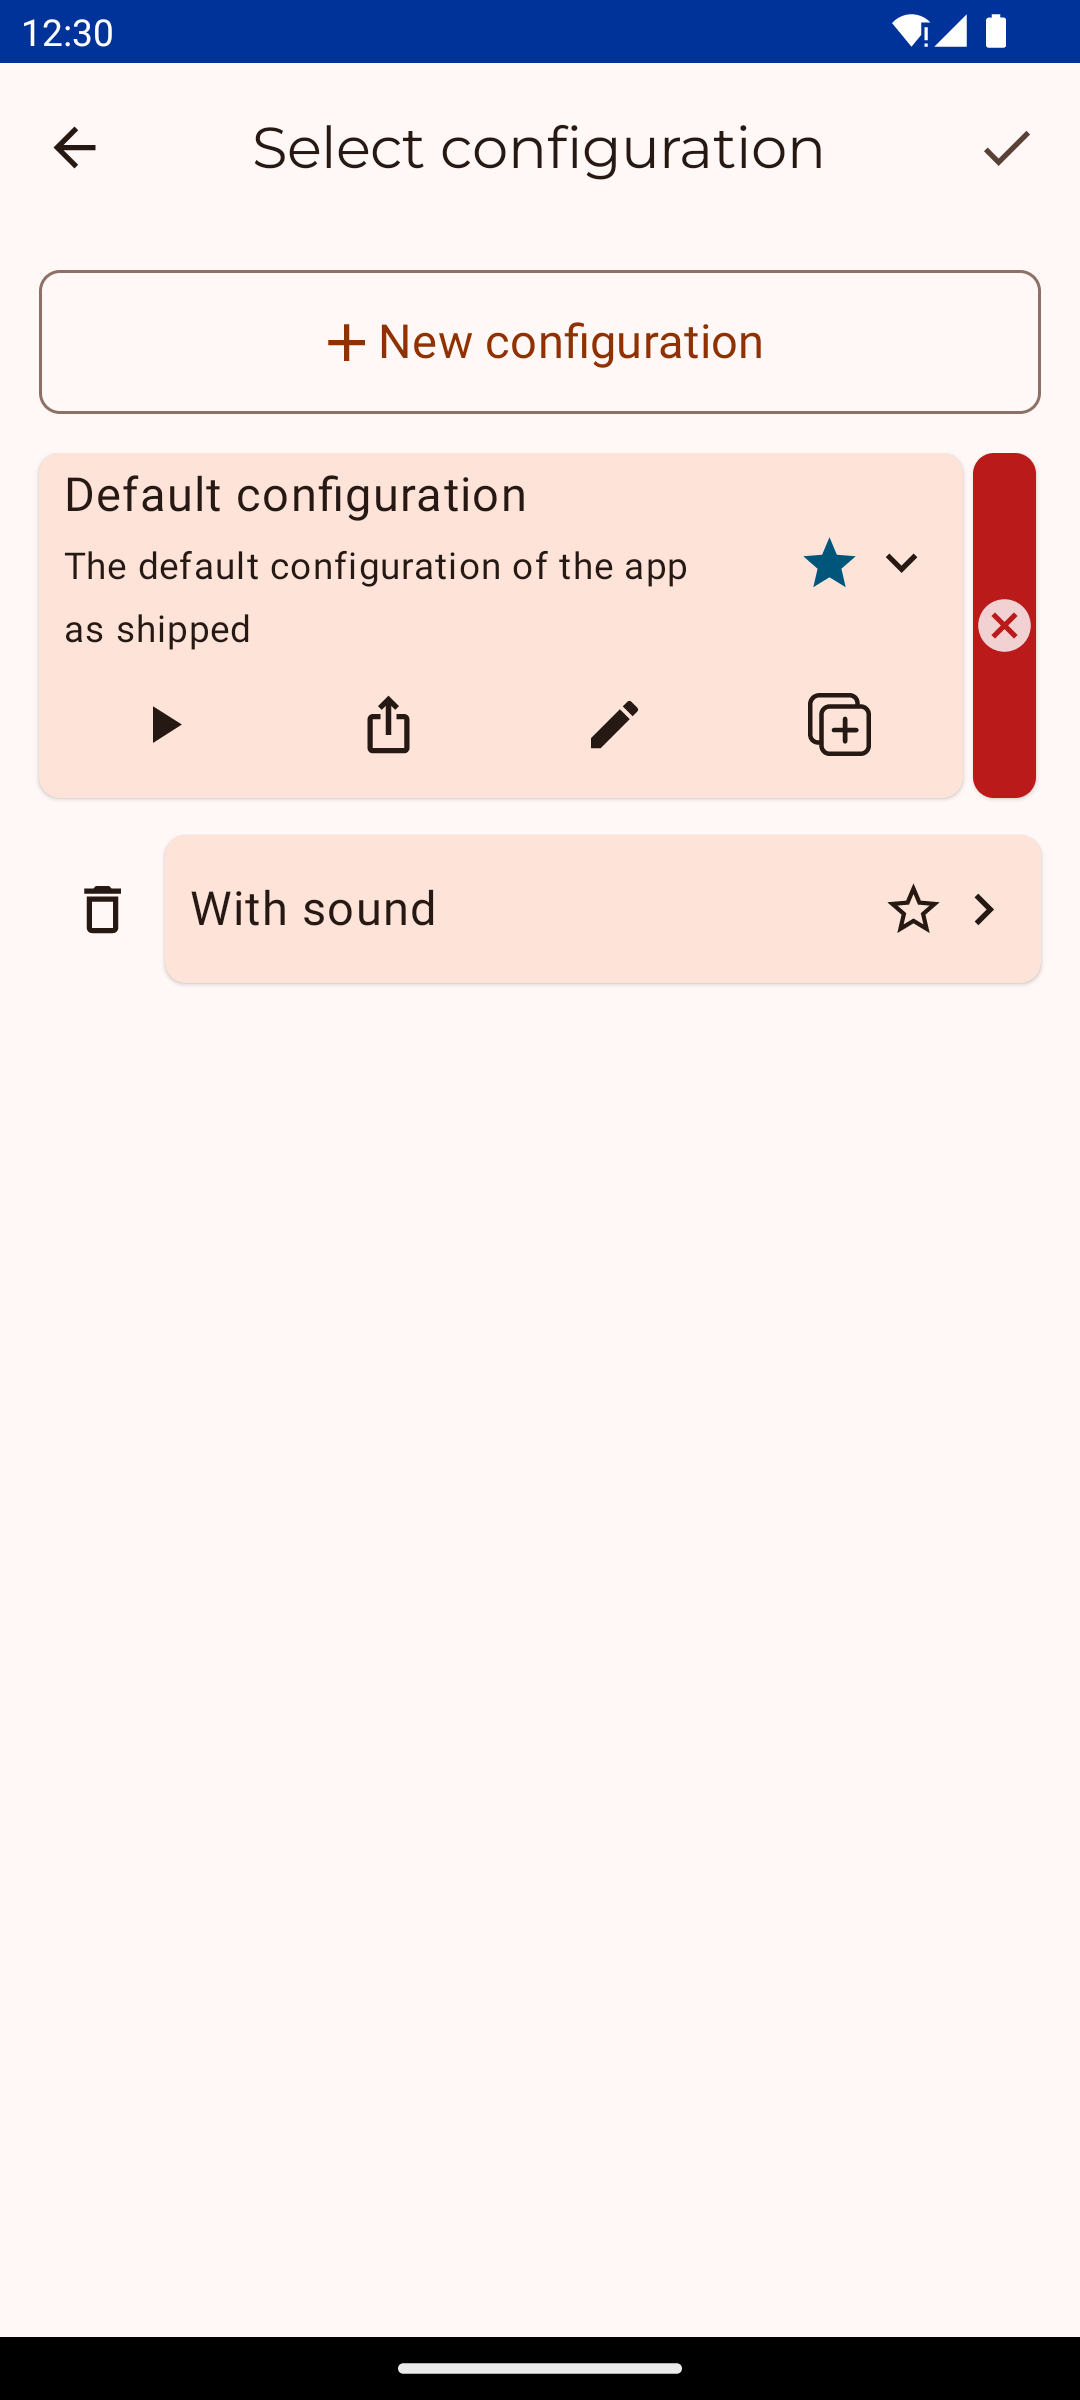 12:30
Select configuration
New configuration
Default configuration
The default configuration of the app
as shipped
With sound